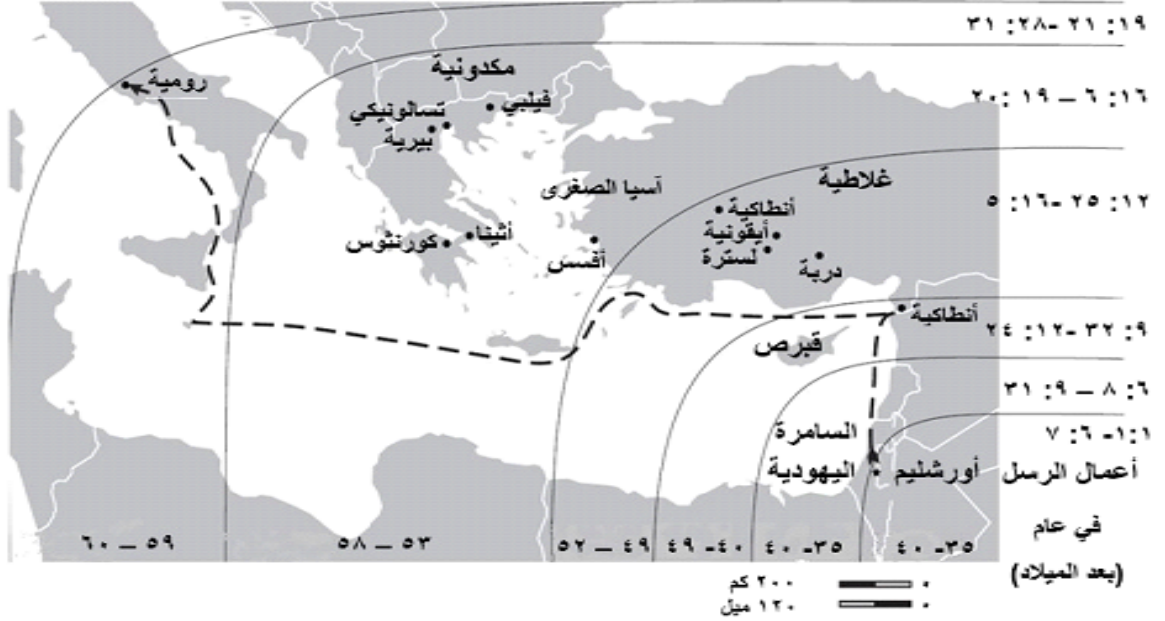 ١٩: ٢١ -٢٨: ٣١
مكدونية
رومية
فيلبي
١٦: ٦ – ١٩ :٢٠
تسالونيكي
بيرية
غلاطية
آسيا الصغرى
١٢: ٢٥ -١٦: ٥
أنطاكية
أيقونية
أثينا
كورنثوس
لسترة
أفسس
دربة
أنطاكية
٩: ٣٢ -١٢: ٢٤
قبرص
٦: ٨ – ٩: ٣١
السامرة
١:١- ٦: ٧
أعمال الرسل
أورشليم
اليهودية
في عام
(بعد الميلاد)
٣٥- ٤٠
٣٥- ٤٠
٤٠- ٤٩
٤٩ – ٥٢
٥٣ – ٥٨
٥٩ – ٦٠
٠ ٢٠٠ كم
٠ ١٢٠ ميل